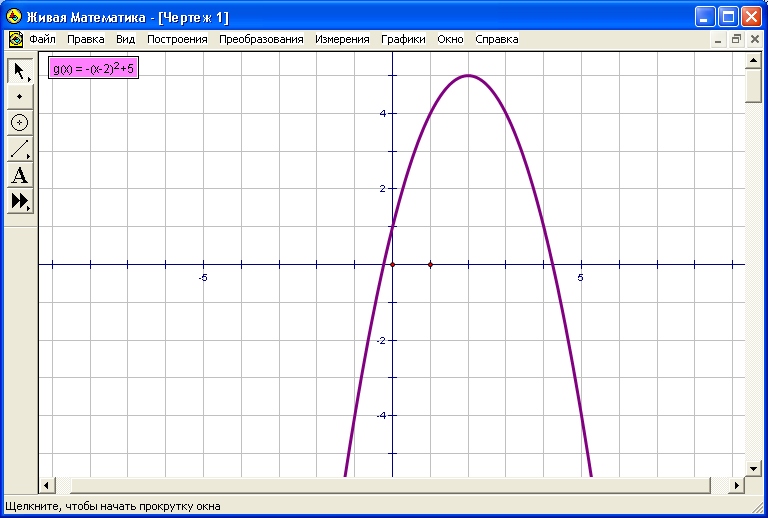 Живая Математика - [Чертеж 1]
Файл Правка Вид Построения Преобразования Измерения Графики Окно Справка
g(x) = -(x-2)²+5
A
4
2
-5
5
-2
-4
Щелкните, чтобы начать прокрутку окна